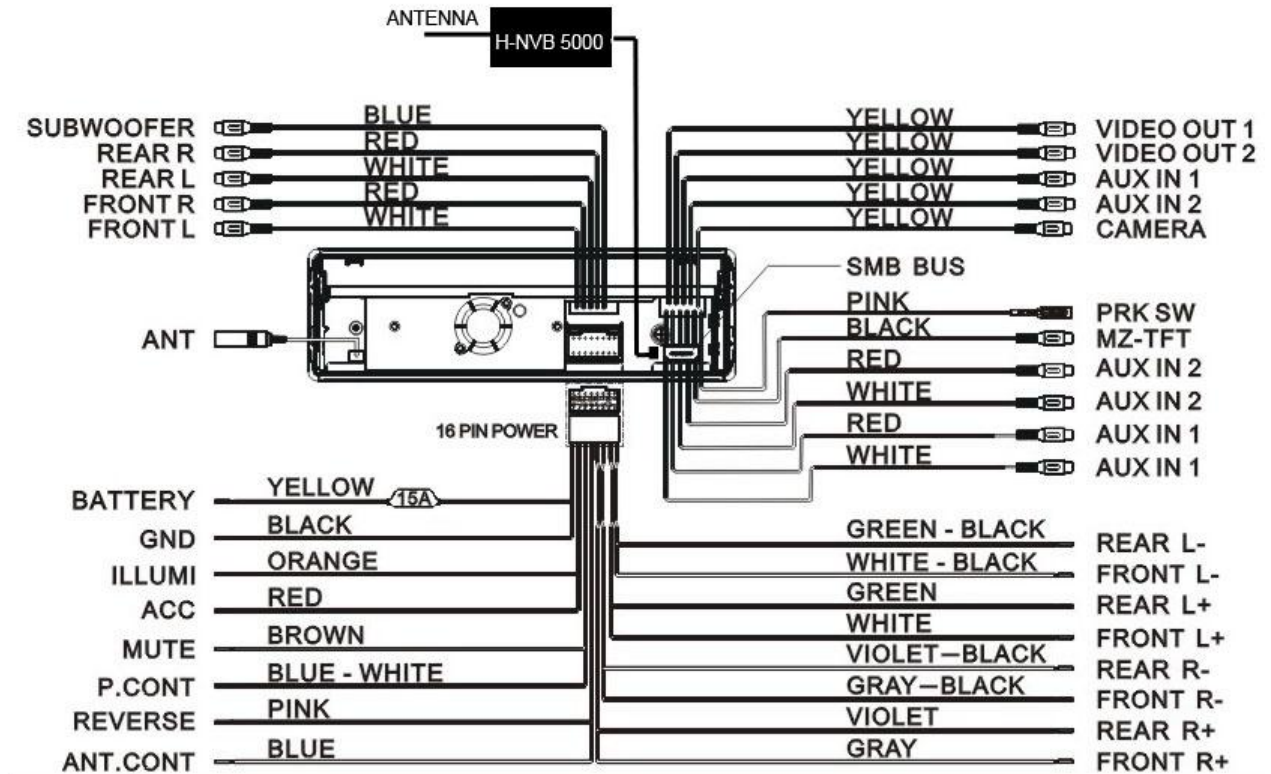 ANTENNA
H-NVB 5000
SUBWOOFER BLUE
REAR R RED
REAR L WHITE
FRONT R RED
FRONT L WHITE
YELLOW VIDEO OUT 1
YELLOW VIDEO OUT 2
YELLOW AUX IN 1
YELLOW AUX IN 2
YELLOW CAMERA
SMB BUS
ANT
PINK PRK SW
BLACK MZ-TFT
RED AUX IN 2
WHITE AUX IN 2
RED AUX IN 1
WHITE AUX IN 1
16 PIN POWER
BATTERY YELLOW 15A
GND BLACK
ILLUMI ORANGE
ACC RED
MUTE BROWN
P.CONT BLUE - WHITE
REVERSE PINK
ANT.CONT BLUE
GREEN - BLACK REAR L-
WHITE - BLACK FRONT L-
GREEN REAR L+
WHITE FRONT L+
VIOLET—BLACK REAR R-
GRAY—BLACK FRONT R-
VIOLET REAR R+
GRAY FRONT R+